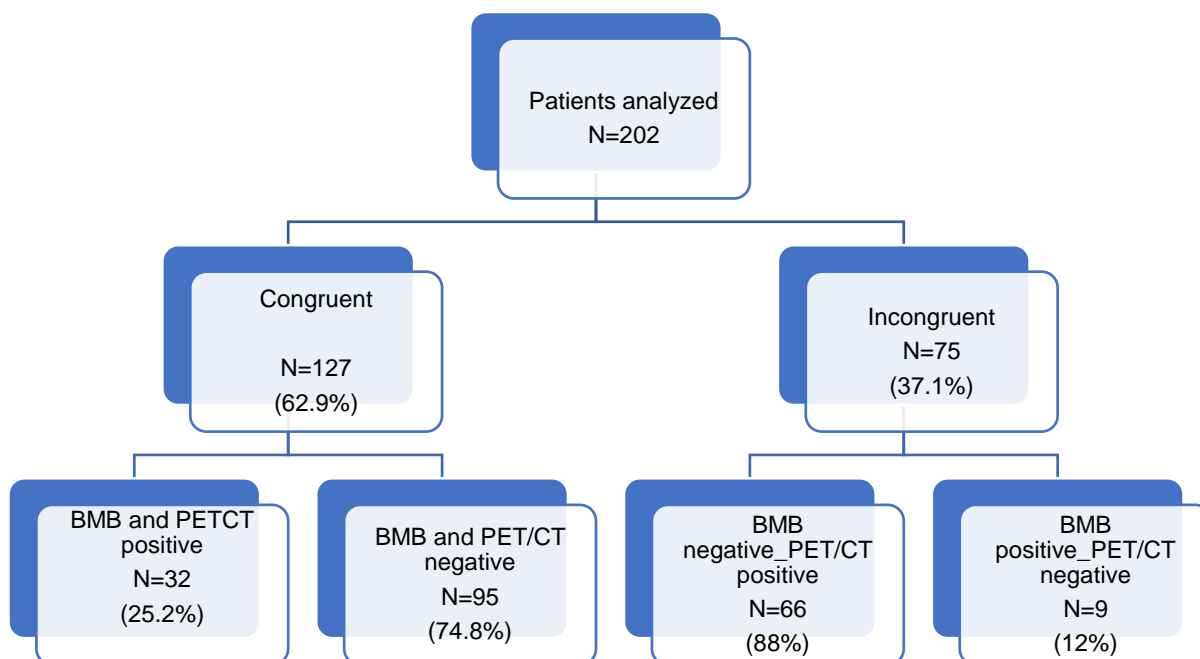 Patients analyzed
N=202
Congruent
N=127
(62.9%)
Incongruent
N=75
(37.1%)
BMB and PETCT
positive
N=32
(25.2%)
BMB and PET/CT
negative
N=95
(74.8%)
BMB
negative_PET/CT
positive
N=66
(88%)
BMB
positive_PET/CT
negative
N=9
(12%)